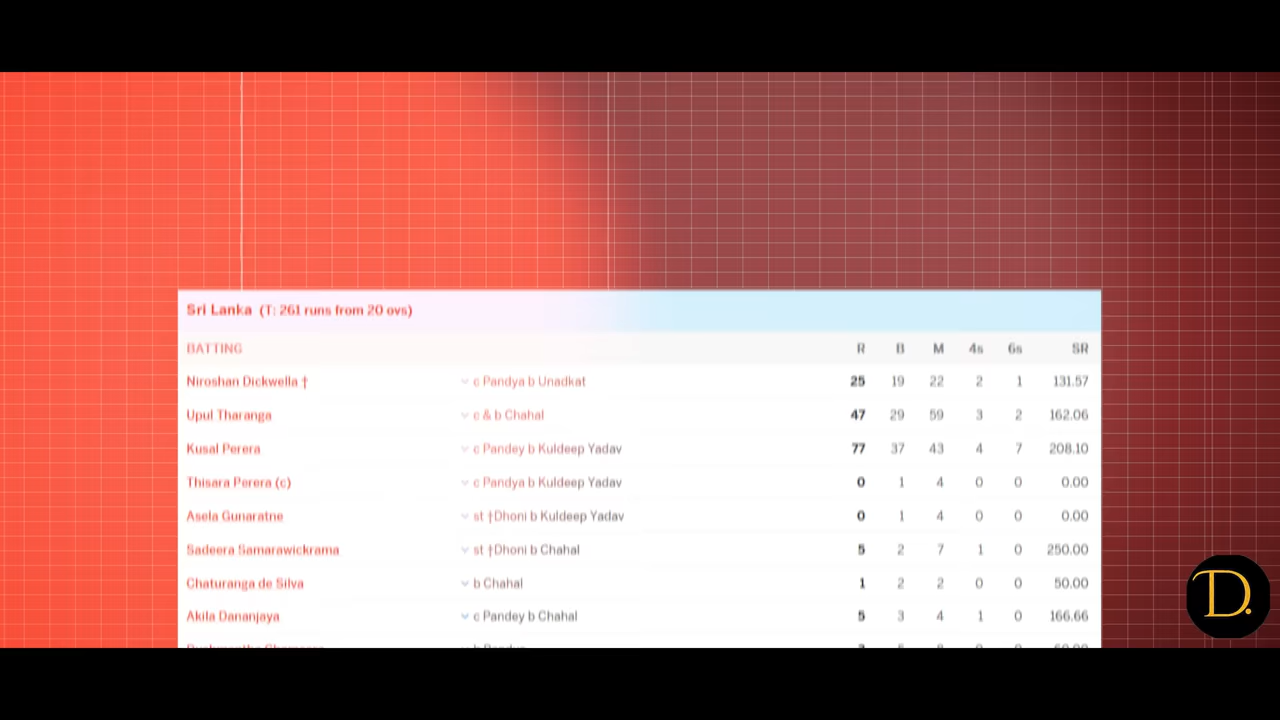 Sri Lanka (T: 261 runs from 20 ovs)
BATTING R B M 4s 6s SR
Niroshan Dickwella † c Pandya b Unadkat 25 19 22 2 1 131.57
Upul Tharanga c & b Chahal 47 29 59 3 2 162.06
Kusal Perera c Pandey b Kuldeep Yadav 77 37 43 4 7 208.10
Thisara Perera (c) c Pandya b Kuldeep Yadav 0 1 4 0 0 0.00
Asela Gunaratne st †Dhoni b Kuldeep Yadav 0 1 4 0 0 0.00
Sadeera Samarawickrama st †Dhoni b Chahal 5 2 7 1 0 250.00
Chaturanga de Silva b Chahal 1 2 2 0 0 50.00
Akila Dananjaya c Pandey b Chahal 5 3 4 1 0 166.66
D.